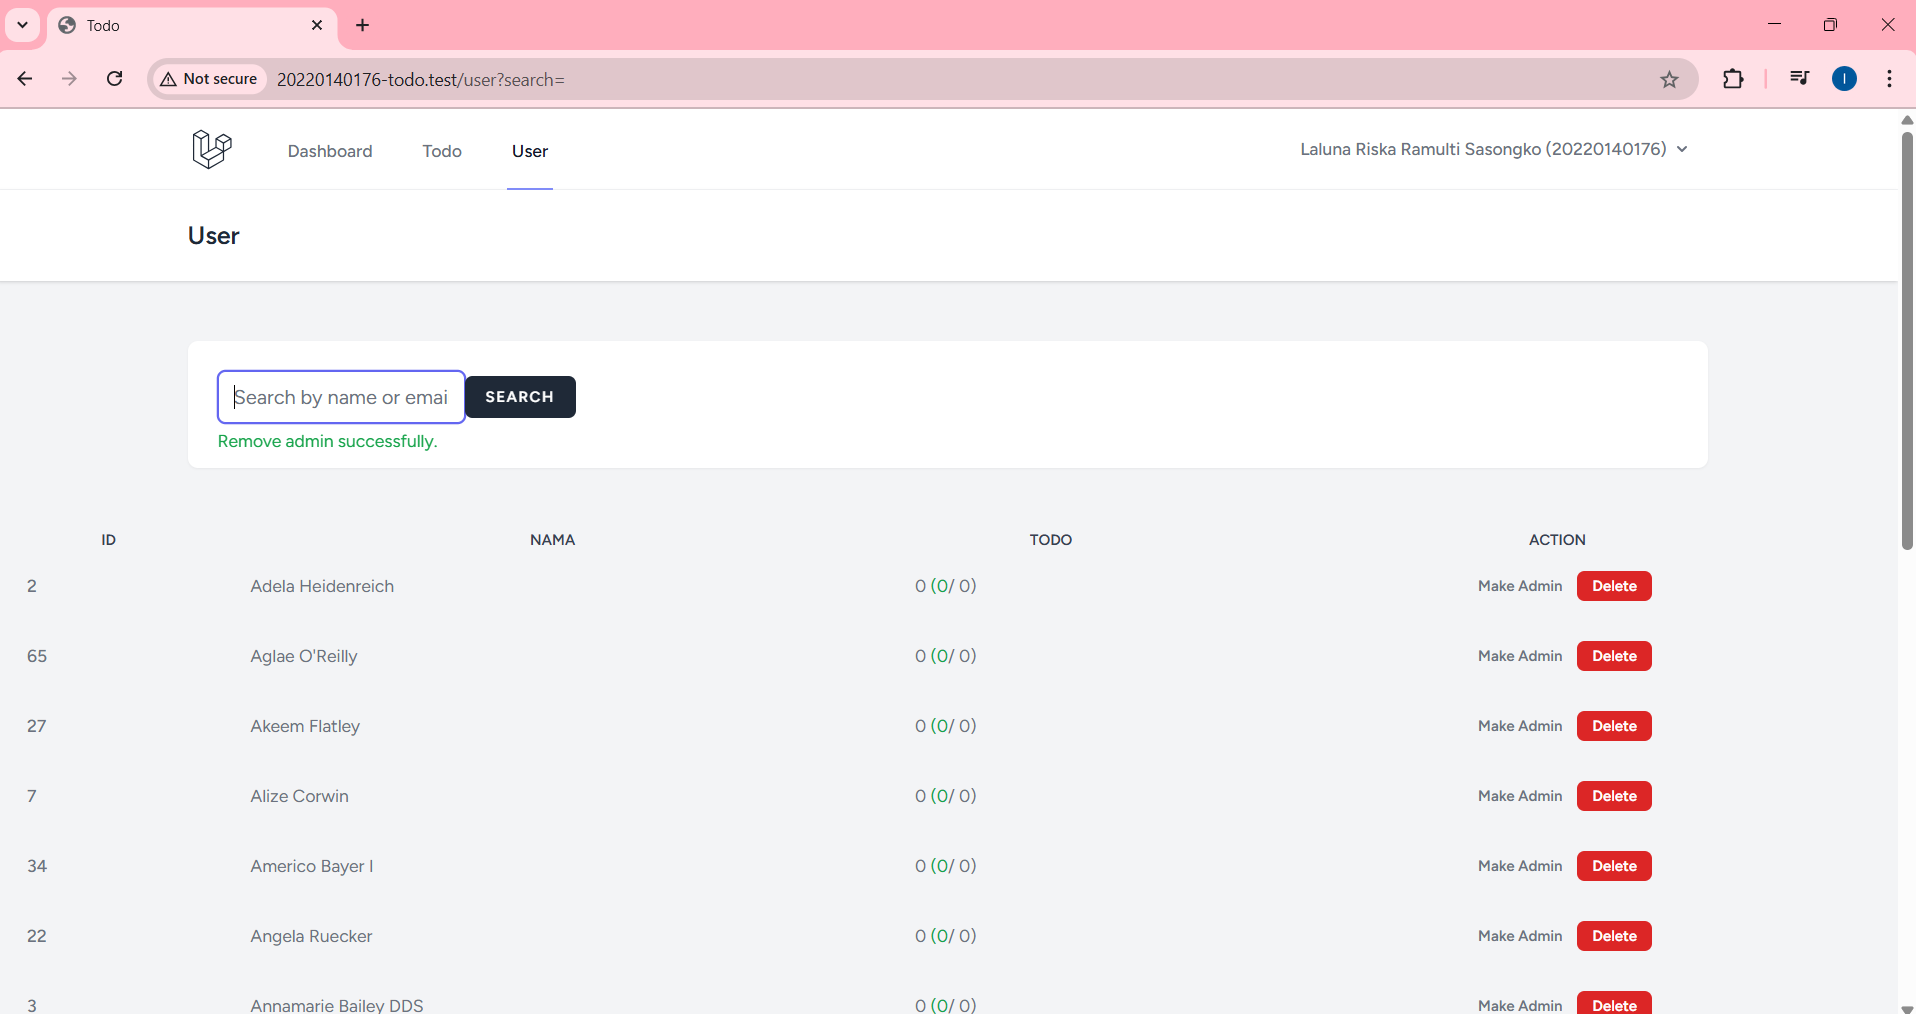 Todo
Not secure 20220140176-todo.test/user?search=
I
Dashboard Todo User Laluna Riska Ramulti Sasongko (20220140176)
User
Search by name or emai SEARCH
Remove admin successfully.
ID NAMA TODO ACTION
2 Adela Heidenreich 0 (0/ 0) Make Admin Delete
65 Aglae O'Reilly 0 (0/ 0) Make Admin Delete
27 Akeem Flatley 0 (0/ 0) Make Admin Delete
7 Alize Corwin 0 (0/ 0) Make Admin Delete
34 Americo Bayer I 0 (0/ 0) Make Admin Delete
22 Angela Ruecker 0 (0/ 0) Make Admin Delete
3 Annamarie Bailey DDS 0 (0/ 0) Make Admin Delete